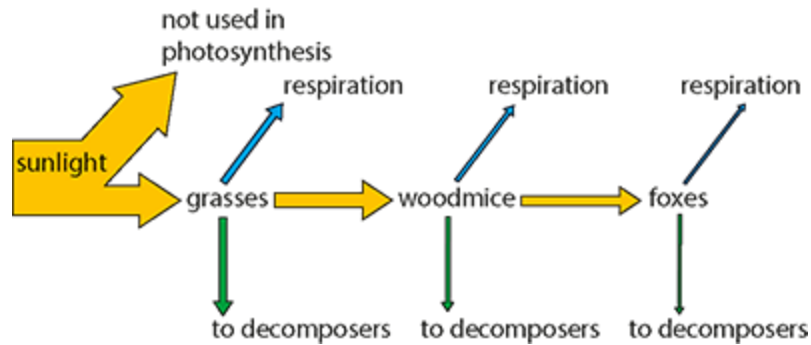 not used in
photosynthesis
respiration
respiration
respiration
sunlight
grasses
woodmice
foxes
to decomposers
to decomposers
to decomposers